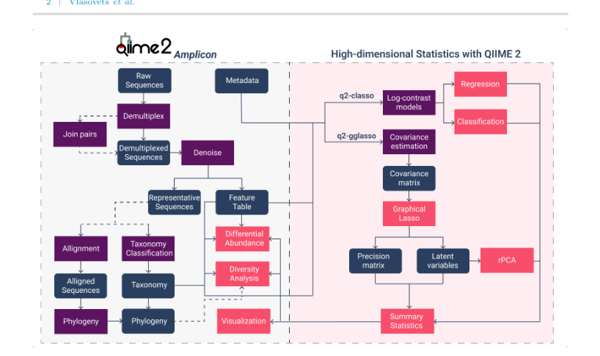 2 | Vlasovets et al.
qiime2 Amplicon
High-dimensional Statistics with QIIME 2
Raw
Sequences
Metadata
Demultiplex
Join pairs
Demultiplexed
Sequences
Denoise
Representative
Sequences
Feature
Table
Differential
Abundance
Allignment
Taxonomy
Classification
Diversity
Analysis
Alligned
Sequences
Taxonomy
Phylogeny
Phylogeny
Visualization
q2-classo
Log-contrast
models
Regression
Classification
q2-gglasso
Covariance
estimation
Covariance
matrix
Graphical
Lasso
Precision
matrix
Latent
variables
rPCA
Summary
Statistics